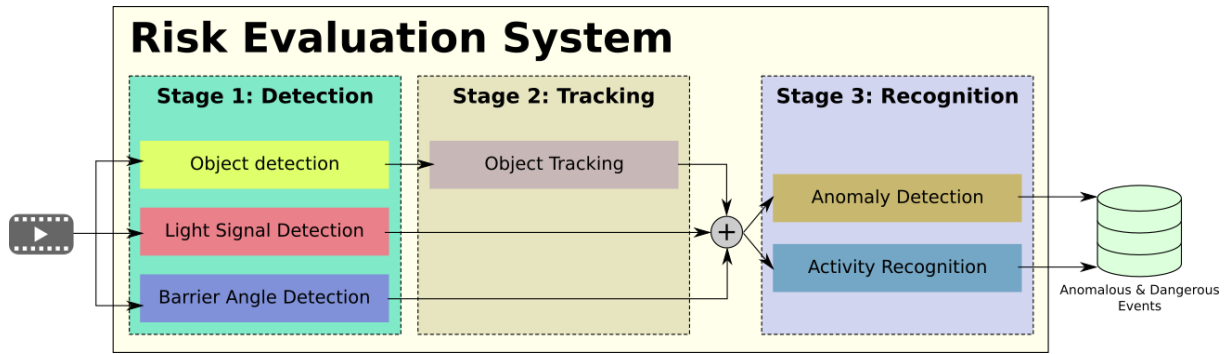 Risk Evaluation System
Stage 1: Detection
Stage 2: Tracking
Stage 3: Recognition
Object detection
Object Tracking
Anomaly Detection
Light Signal Detection
+
Activity Recognition
Barrier Angle Detection
Anomalous & Dangerous
Events